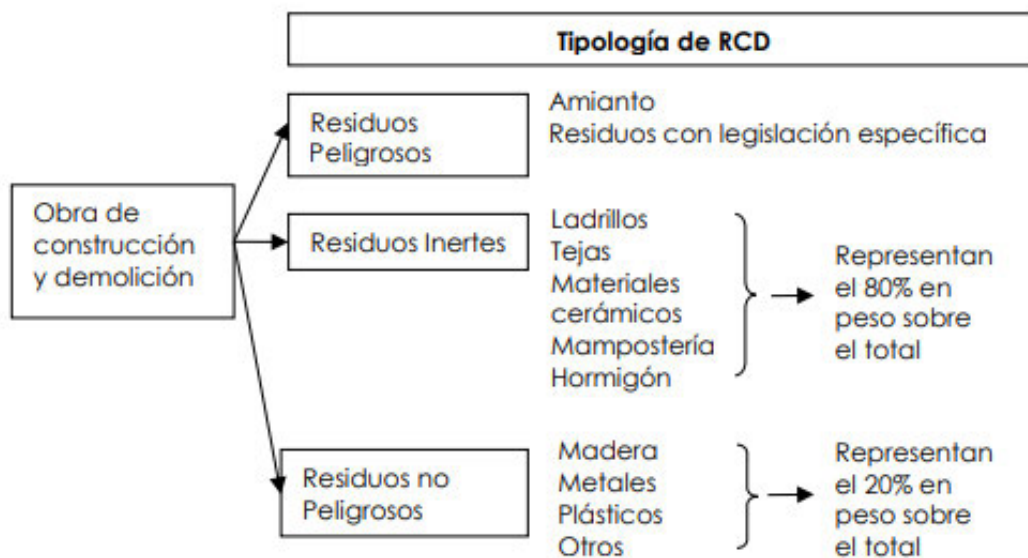 Tipología de RCD
Obra de
construcción
y demolición
Residuos
Peligrosos
Amianto
Residuos con legislación específica
Residuos Inertes
Ladrillos
Tejas
Materiales
cerámicos
Mampostería
Hormigón
Representan
el 80% en
peso sobre
el total
Residuos no
Peligrosos
Madera
Metales
Plásticos
Otros
Representan
el 20% en
peso sobre
el total